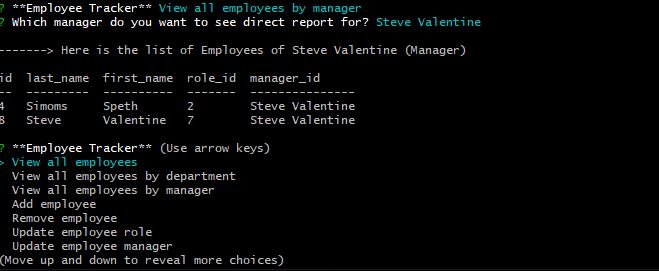 ? **Employee Tracker** View all employees by manager
? Which manager do you want to see direct report for? Steve Valentine
-------> Here is the list of Employees of Steve Valentine (Manager)
id  last_name  first_name  role_id  manager_id
--  ---------  ----------  -------  ---------------
4   Simoms     Speth       2        Steve Valentine
8   Steve      Valentine   7        Steve Valentine
? **Employee Tracker** (Use arrow keys)
> View all employees
  View all employees by department
  View all employees by manager
  Add employee
  Remove employee
  Update employee role
  Update employee manager
(Move up and down to reveal more choices)